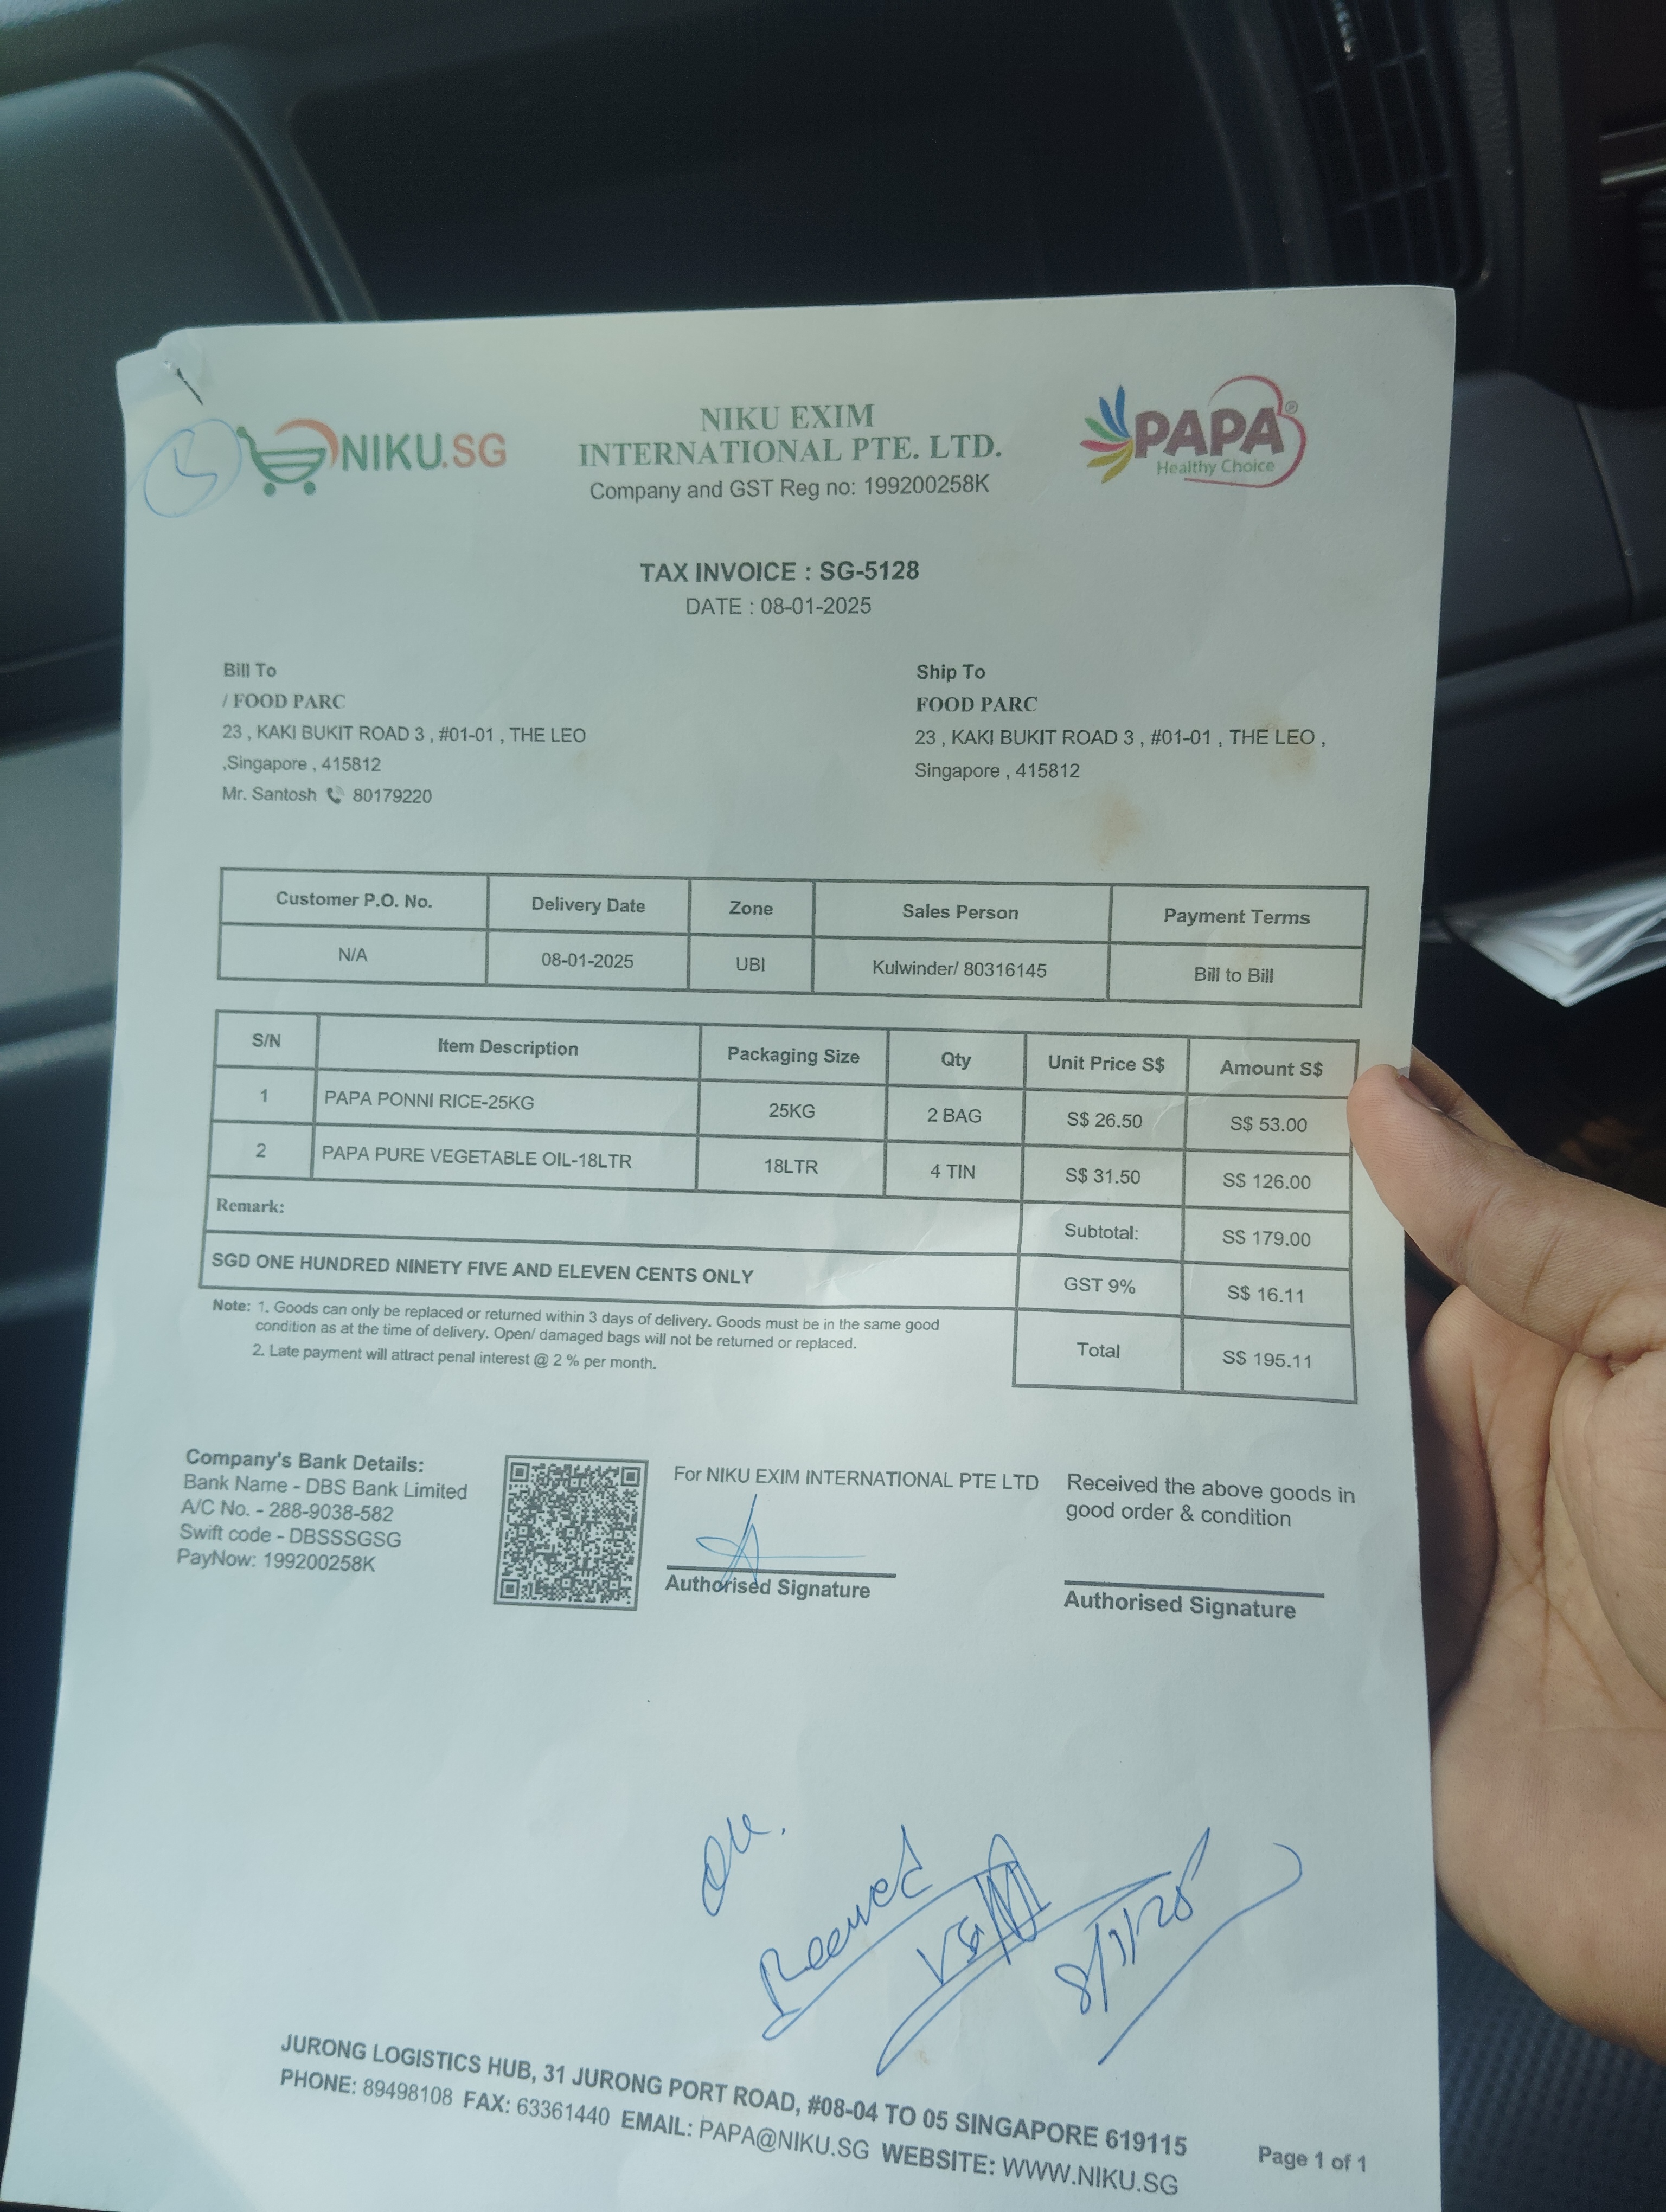 NIKU.SG
NIKU EXIM
INTERNATIONAL PTE. LTD.
Company and GST Reg no: 199200258K
PAPA®
Healthy Choice
TAX INVOICE : SG-5128
DATE : 08-01-2025
Bill To
/ FOOD PARC
23 , KAKI BUKIT ROAD 3 , #01-01 , THE LEO
,Singapore , 415812
Mr. Santosh 80179220
Ship To
FOOD PARC
23 , KAKI BUKIT ROAD 3 , #01-01 , THE LEO ,
Singapore , 415812
Customer P.O. No. Delivery Date Zone Sales Person Payment Terms
N/A 08-01-2025 UBI Kulwinder/ 80316145 Bill to Bill
S/N Item Description Packaging Size Qty Unit Price S$ Amount S$
1 PAPA PONNI RICE-25KG 25KG 2 BAG S$ 26.50 S$ 53.00
2 PAPA PURE VEGETABLE OIL-18LTR 18LTR 4 TIN S$ 31.50 S$ 126.00
Remark: Subtotal: S$ 179.00
SGD ONE HUNDRED NINETY FIVE AND ELEVEN CENTS ONLY GST 9% S$ 16.11
Total S$ 195.11
Note: 1. Goods can only be replaced or returned within 3 days of delivery. Goods must be in the same good
condition as at the time of delivery. Open/ damaged bags will not be returned or replaced.
2. Late payment will attract penal interest @ 2 % per month.
Company's Bank Details:
Bank Name - DBS Bank Limited
A/C No. - 288-9038-582
Swift code - DBSSSGSG
PayNow: 199200258K
For NIKU EXIM INTERNATIONAL PTE LTD
Authorised Signature
Received the above goods in
good order & condition
Authorised Signature
8/1/25
JURONG LOGISTICS HUB, 31 JURONG PORT ROAD, #08-04 TO 05 SINGAPORE 619115
PHONE: 89498108 FAX: 63361440 EMAIL: PAPA@NIKU.SG WEBSITE: WWW.NIKU.SG
Page 1 of 1